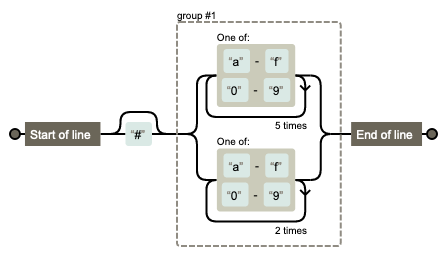 group #1
One of:
“a” - “f”
“0” - “9”
5 times
Start of line
“#”
End of line
One of:
“a” - “f”
“0” - “9”
2 times